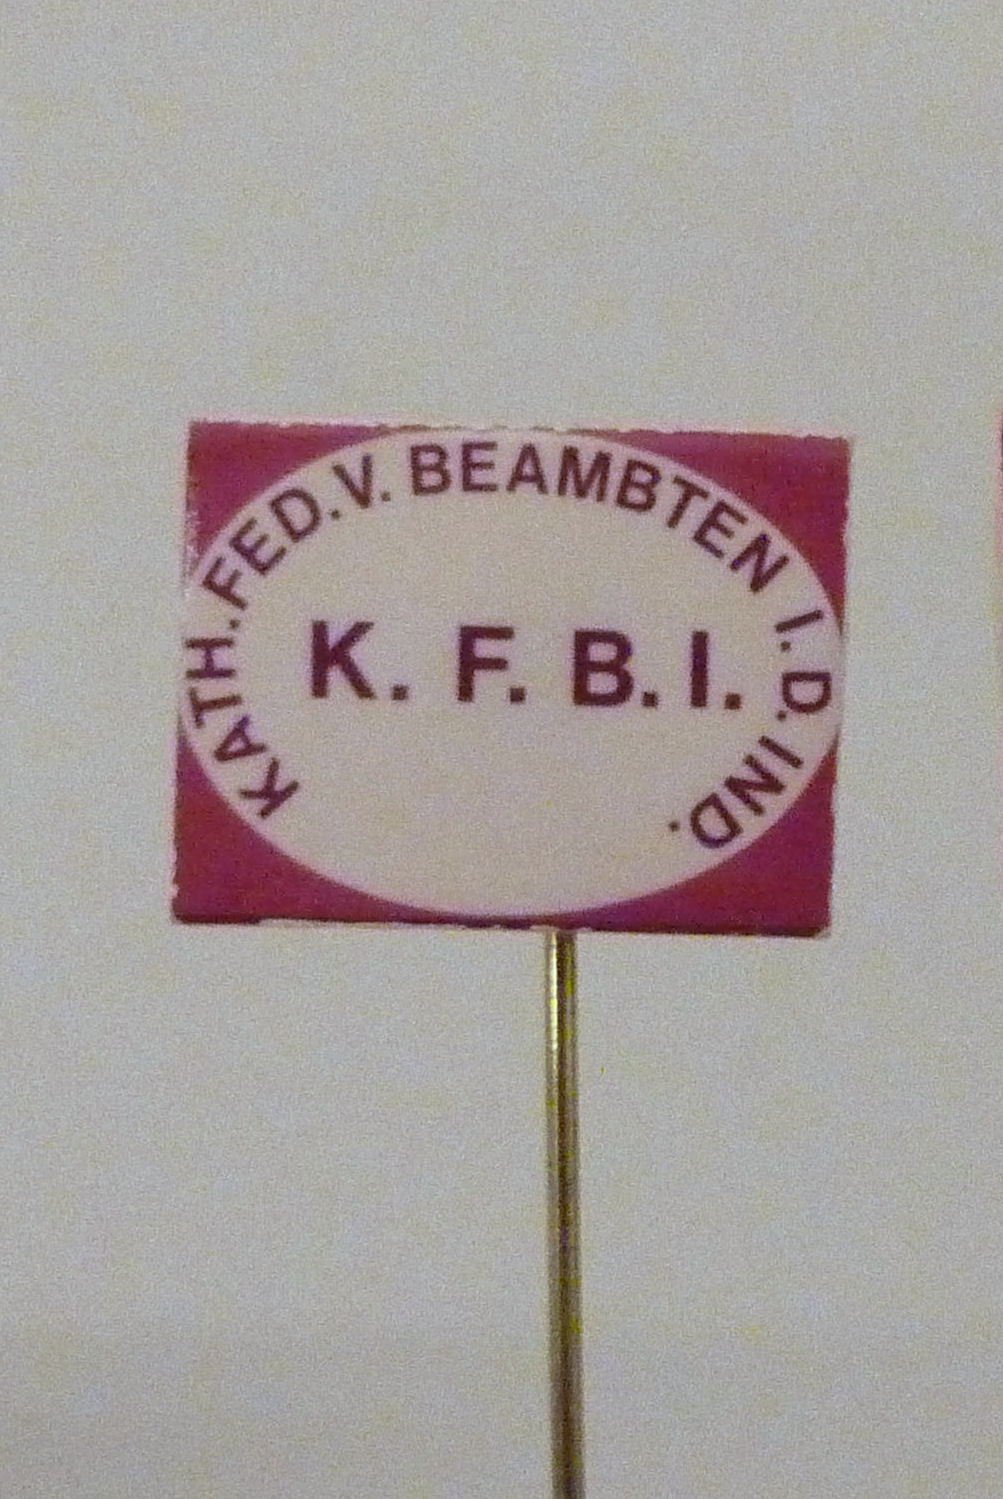 KATH. FED. V. BEAMBTEN I. D. IND.
K. F. B. I.